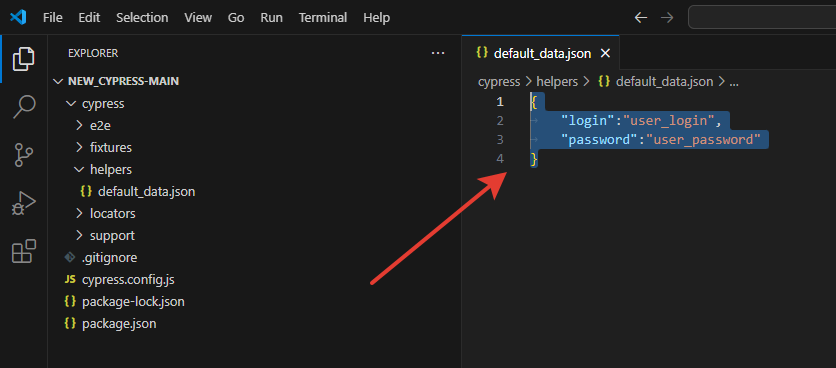 File Edit Selection View Go Run Terminal Help
EXPLORER ...
NEW_CYPRESS-MAIN
cypress
e2e
fixtures
helpers
{} default_data.json
locators
support
.gitignore
JS cypress.config.js
{} package-lock.json
{} package.json
{} default_data.json
cypress > helpers > {} default_data.json > ...
1 {
2 "login":"user_login",
3 "password":"user_password"
4 }